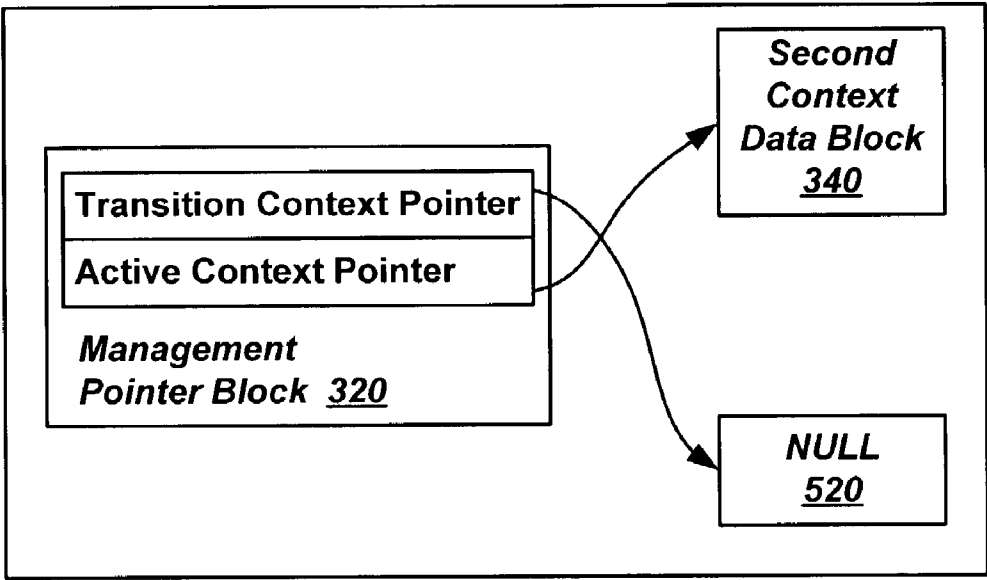 Transition Context Pointer
Active Context Pointer
Management
Pointer Block 320
Second
Context
Data Block
340
NULL
520